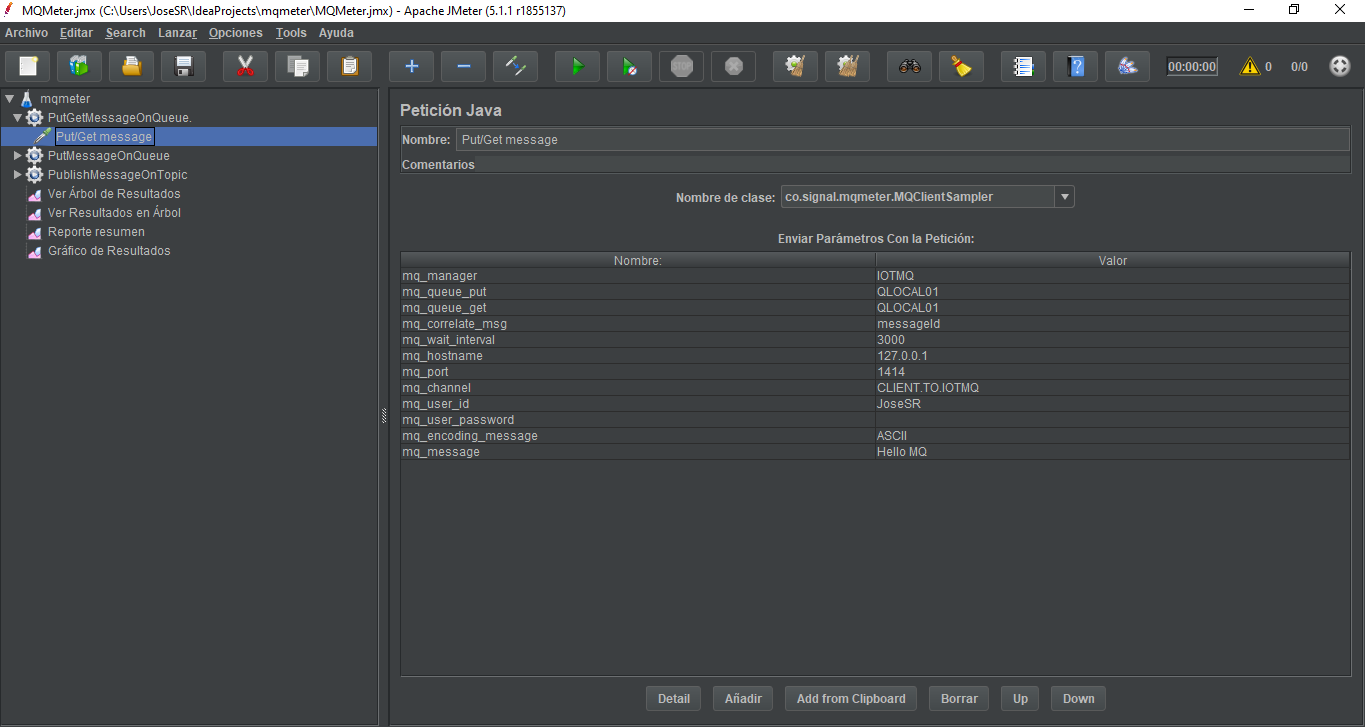 MQMeter.jmx (C:\Users\JoseSR\IdeaProjects\mqmeter\MQMeter.jmx) - Apache JMeter (5.1.1 r1855137)
Archivo Editar Search Lanzar Opciones Tools Ayuda
STOP 00:00:00 0 0/0
mqmeter
PutGetMessageOnQueue.
Put/Get message
PutMessageOnQueue
PublishMessageOnTopic
Ver Árbol de Resultados
Ver Resultados en Árbol
Reporte resumen
Gráfico de Resultados
Petición Java
Nombre: Put/Get message
Comentarios
Nombre de clase: co.signal.mqmeter.MQClientSampler
Enviar Parámetros Con la Petición:
Nombre: Valor
mq_manager IOTMQ
mq_queue_put QLOCAL01
mq_queue_get QLOCAL01
mq_correlate_msg messageId
mq_wait_interval 3000
mq_hostname 127.0.0.1
mq_port 1414
mq_channel CLIENT.TO.IOTMQ
mq_user_id JoseSR
mq_user_password
mq_encoding_message ASCII
mq_message Hello MQ
Detail Añadir Add from Clipboard Borrar Up Down